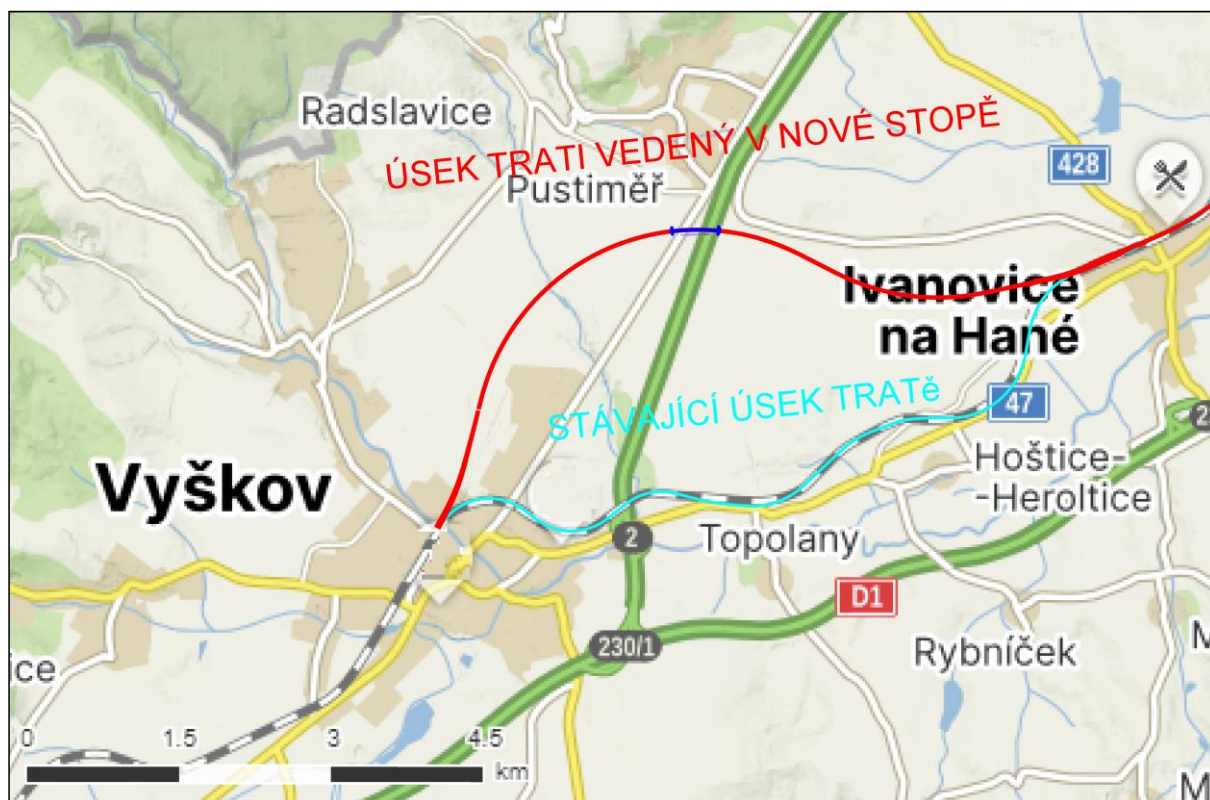 Radslavice
ÚSEK TRATI VEDENÝ V NOVÉ STOPĚ
Pustiměř
428
Ivanovice
na Hané
STÁVAJÍCÍ ÚSEK TRATě
47
Vyškov
Hoštice-
-Heroltice
2
Topolany
D1
230/1
Rybníček
ice
0 1.5 3 4.5
km
M
M
2